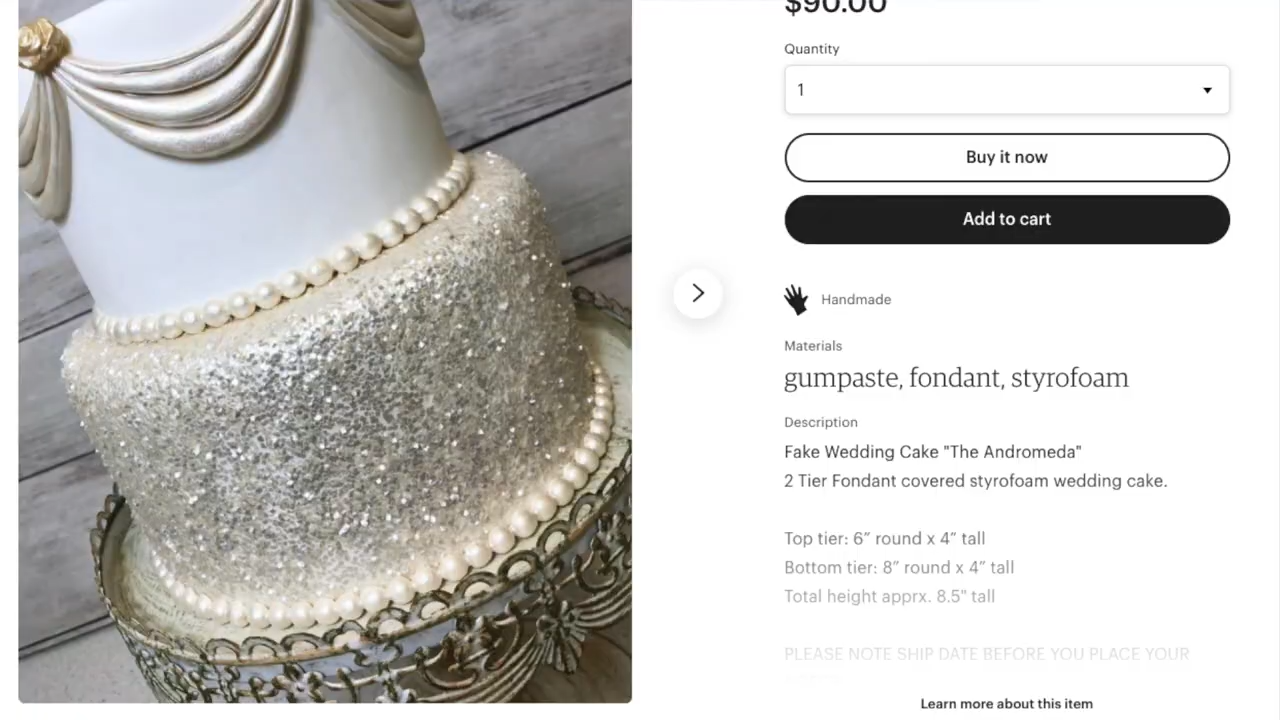 $90.00
Quantity
1
Buy it now
Add to cart
Handmade
Materials
gumpaste, fondant, styrofoam
Description
Fake Wedding Cake "The Andromeda"
2 Tier Fondant covered styrofoam wedding cake.
Top tier: 6” round x 4” tall
Bottom tier: 8” round x 4” tall
Total height apprx. 8.5" tall
PLEASE NOTE SHIP DATE BEFORE YOU PLACE YOUR
Learn more about this item